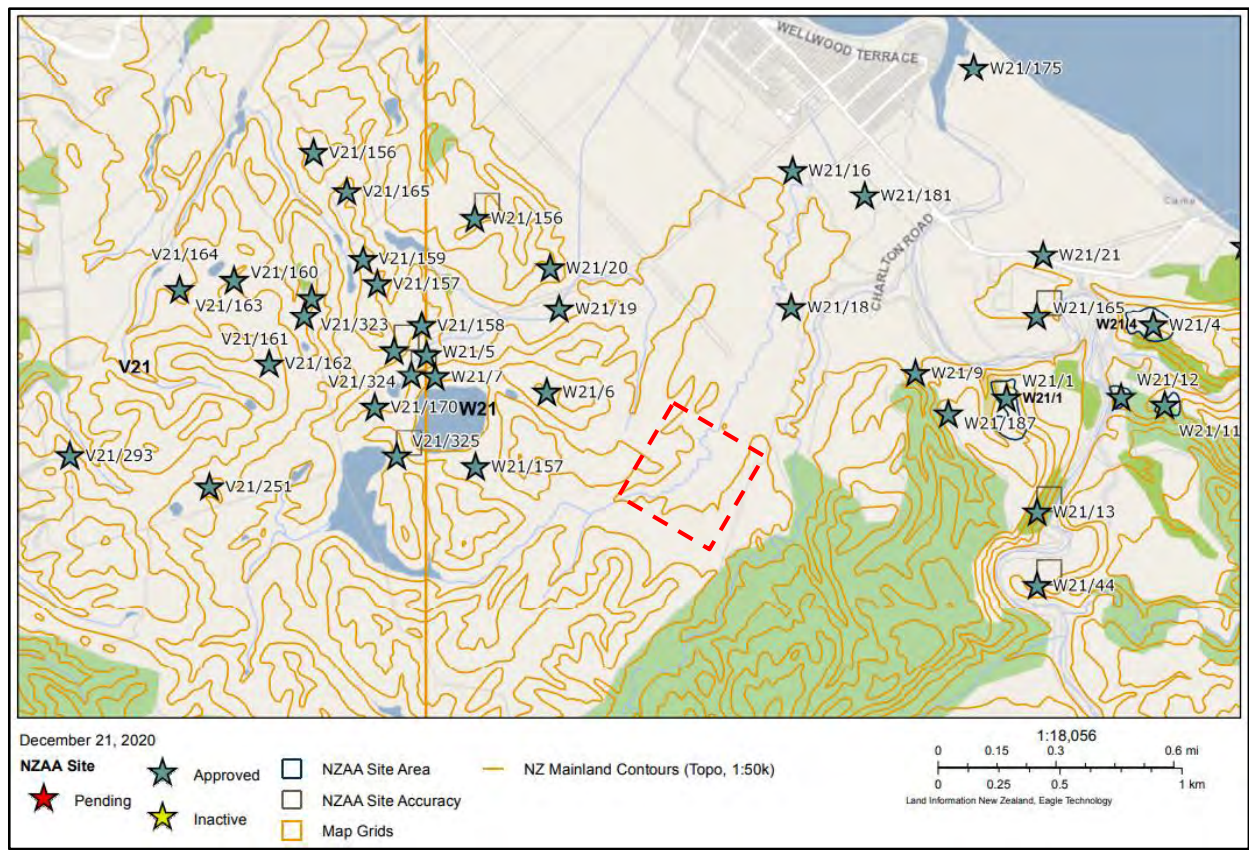 WELLWOOD TERRACE
W21/175
V21/156
W21/16
V21/165
W21/181
W21/156
CHARLTON ROAD
Camp
V21/164
V21/159
W21/21
V21/160
W21/20
V21/163
V21/157
W21/19
W21/18
W21/165
V21/323
V21/158
W21/4
W21/4
V21/161
V21/162
W21/5
V21
V21/324
W21/7
W21/9
W21/1
W21/12
W21/6
W21/1
V21/170
W21
W21/187
W21/11
V21/325
V21/293
W21/157
V21/251
W21/13
W21/44
December 21, 2020
NZAA Site
Pending
Approved
Inactive
NZAA Site Area
NZAA Site Accuracy
Map Grids
NZ Mainland Contours (Topo, 1:50k)
1:18,056
0 0.15 0.3 0.6 mi
0 0.25 0.5 1 km
Land Information New Zealand, Eagle Technology